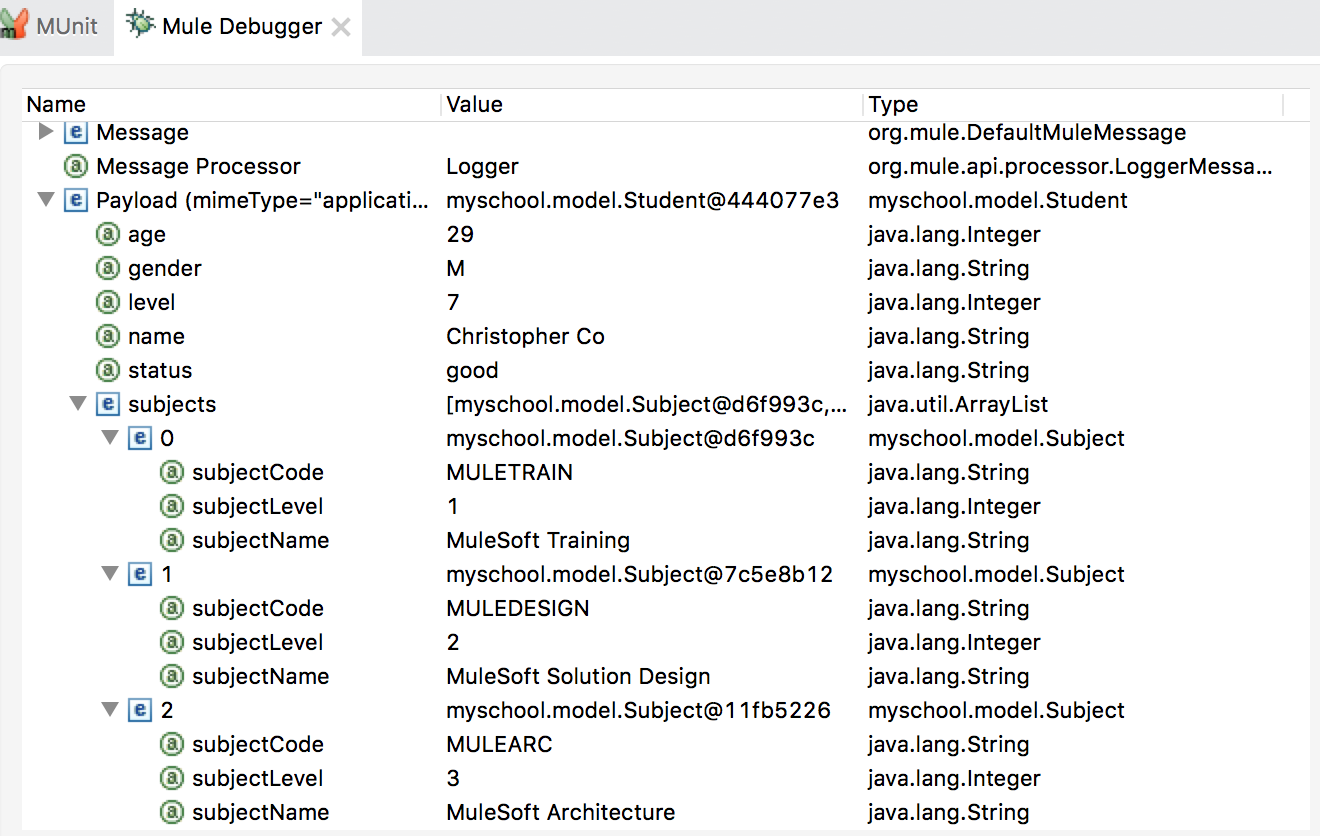 MUnit Mule Debugger
Name Value Type
Message org.mule.DefaultMuleMessage
Message Processor Logger org.mule.api.processor.LoggerMessa...
Payload (mimeType="applicati... myschool.model.Student@444077e3 myschool.model.Student
age 29 java.lang.Integer
gender M java.lang.String
level 7 java.lang.Integer
name Christopher Co java.lang.String
status good java.lang.String
subjects [myschool.model.Subject@d6f993c,... java.util.ArrayList
0 myschool.model.Subject@d6f993c myschool.model.Subject
subjectCode MULETRAIN java.lang.String
subjectLevel 1 java.lang.Integer
subjectName MuleSoft Training java.lang.String
1 myschool.model.Subject@7c5e8b12 myschool.model.Subject
subjectCode MULEDESIGN java.lang.String
subjectLevel 2 java.lang.Integer
subjectName MuleSoft Solution Design java.lang.String
2 myschool.model.Subject@11fb5226 myschool.model.Subject
subjectCode MULEARC java.lang.String
subjectLevel 3 java.lang.Integer
subjectName MuleSoft Architecture java.lang.String